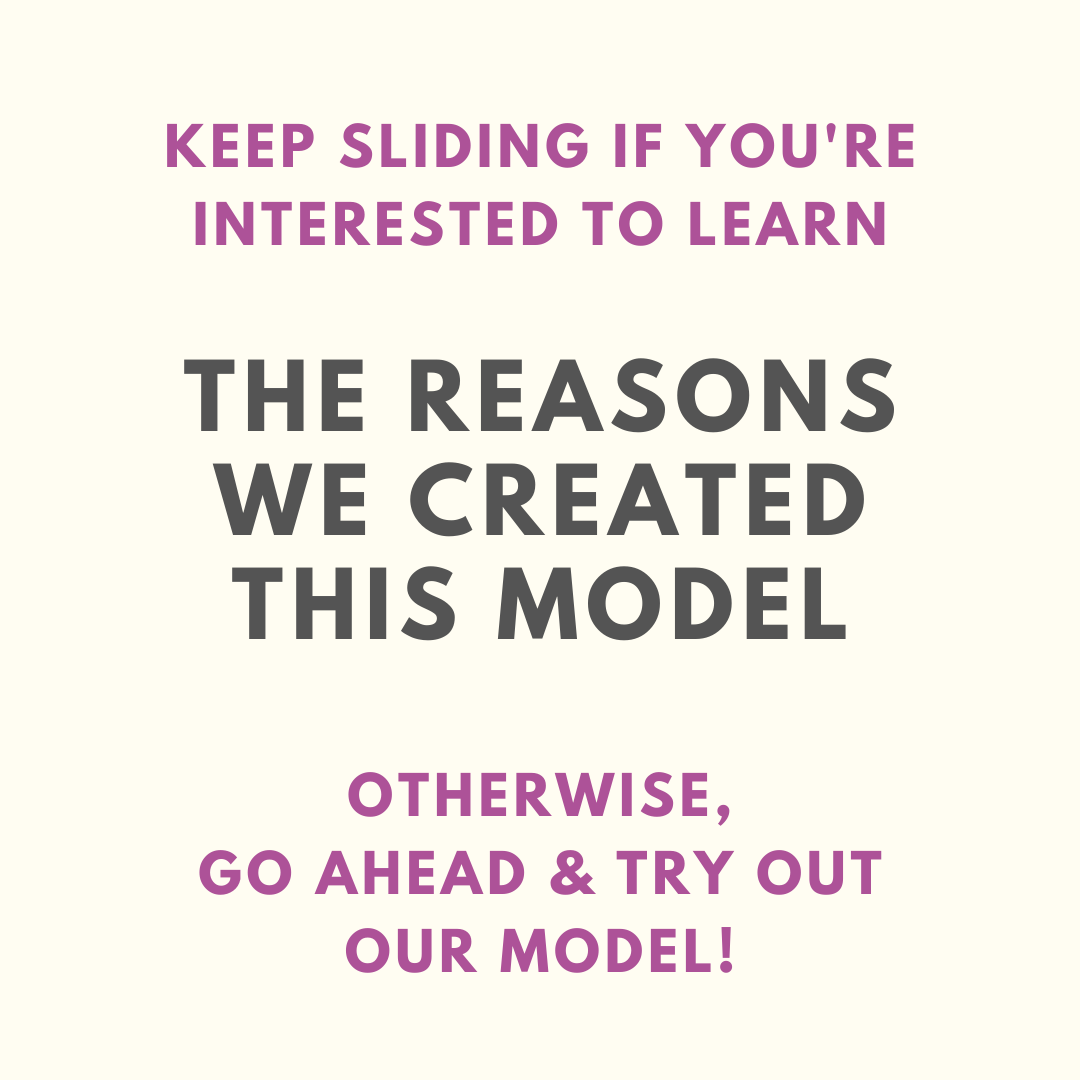 KEEP SLIDING IF YOU'RE
INTERESTED TO LEARN
THE REASONS
WE CREATED
THIS MODEL
OTHERWISE,
GO AHEAD & TRY OUT
OUR MODEL!